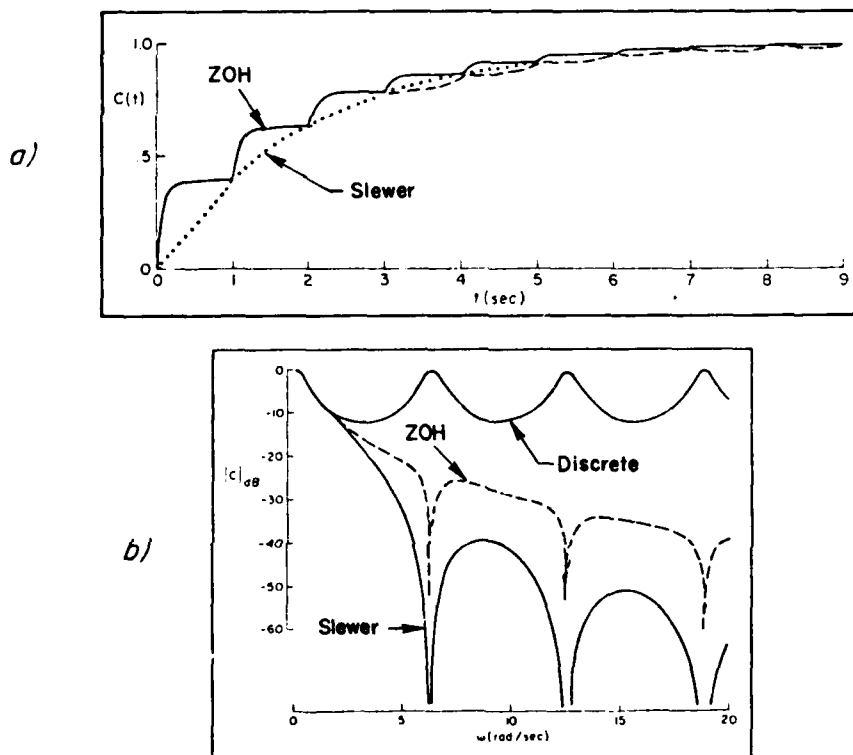 a)
1.0
C(t)
.5
0
ZOH
Slewer
0 1 2 3 4 5 6 7 8 9
t (sec)
b)
0
-10
-20
-30
-40
-50
-60
|c|dB
ZOH
Discrete
Slewer
0 5 10 15 20
ω(rad/sec)